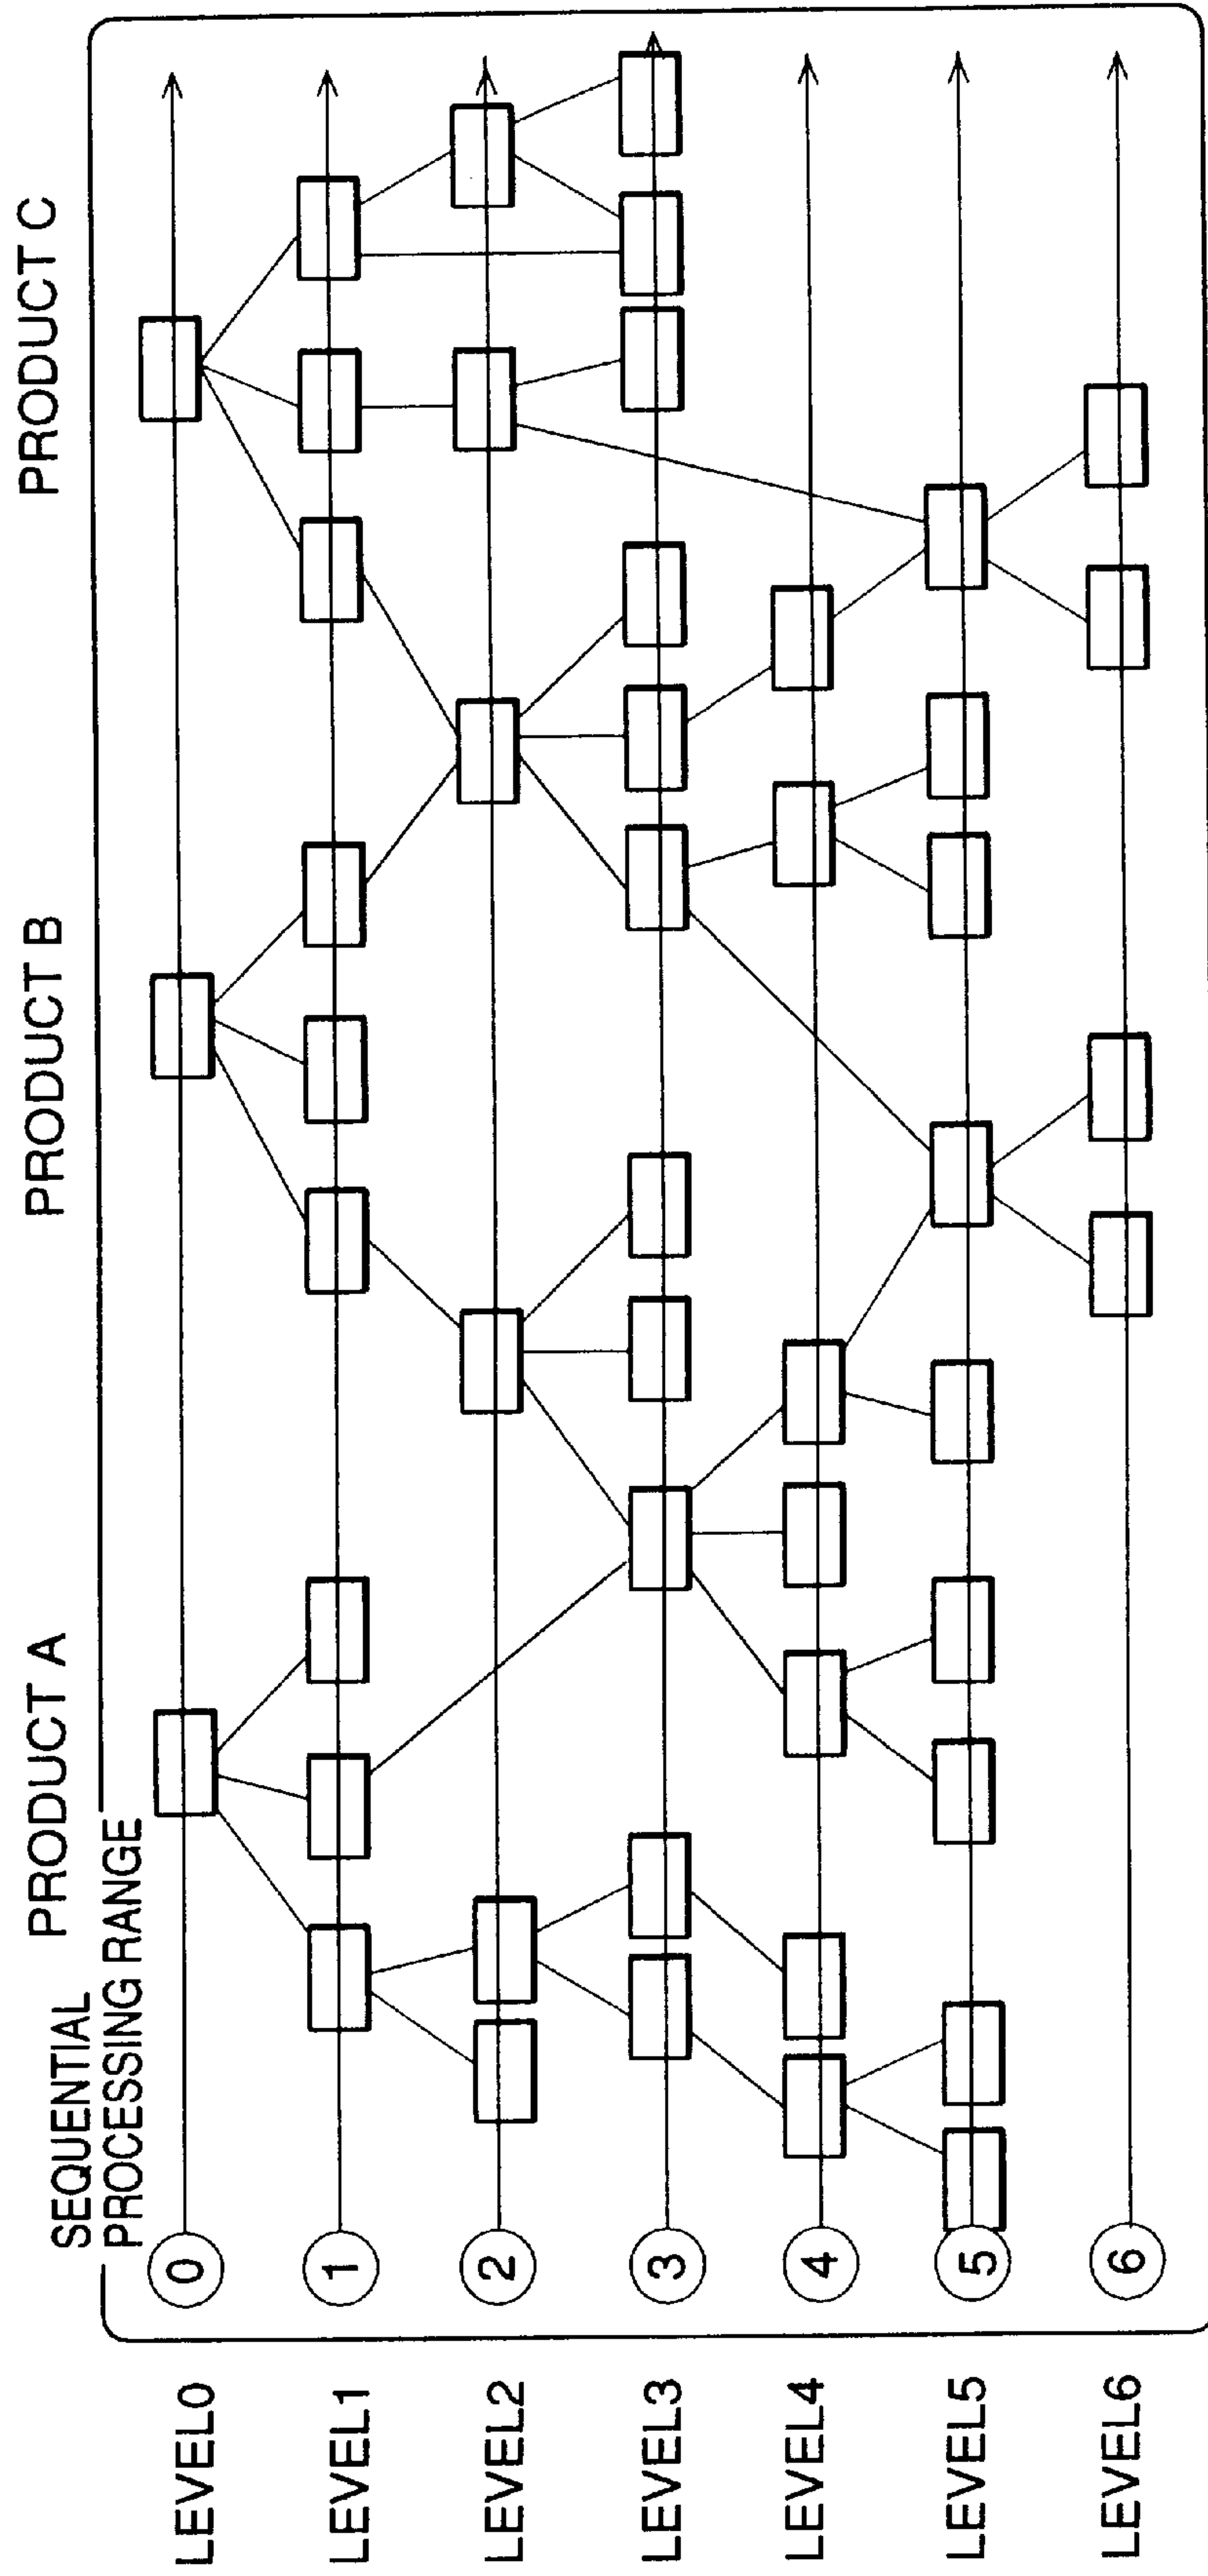 PRODUCT A
PRODUCT B
PRODUCT C
SEQUENTIAL
PROCESSING RANGE
LEVEL0
0
LEVEL1
1
LEVEL2
2
LEVEL3
3
LEVEL4
4
LEVEL5
5
LEVEL6
6